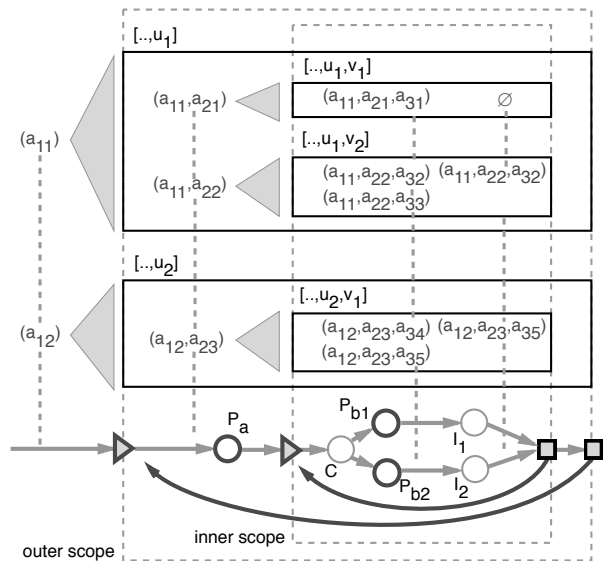 [..,u1]
[..,u1,v1]
(a11) (a11,a21) (a11,a21,a31) ∅
[..,u1,v2]
(a11,a22) (a11,a22,a32) (a11,a22,a32)
(a11,a22,a33)
[..,u2]
[..,u2,v1]
(a12) (a12,a23) (a12,a23,a34) (a12,a23,a35)
(a12,a23,a35)
Pa Pb1 I1
C Pb2 I2
inner scope
outer scope